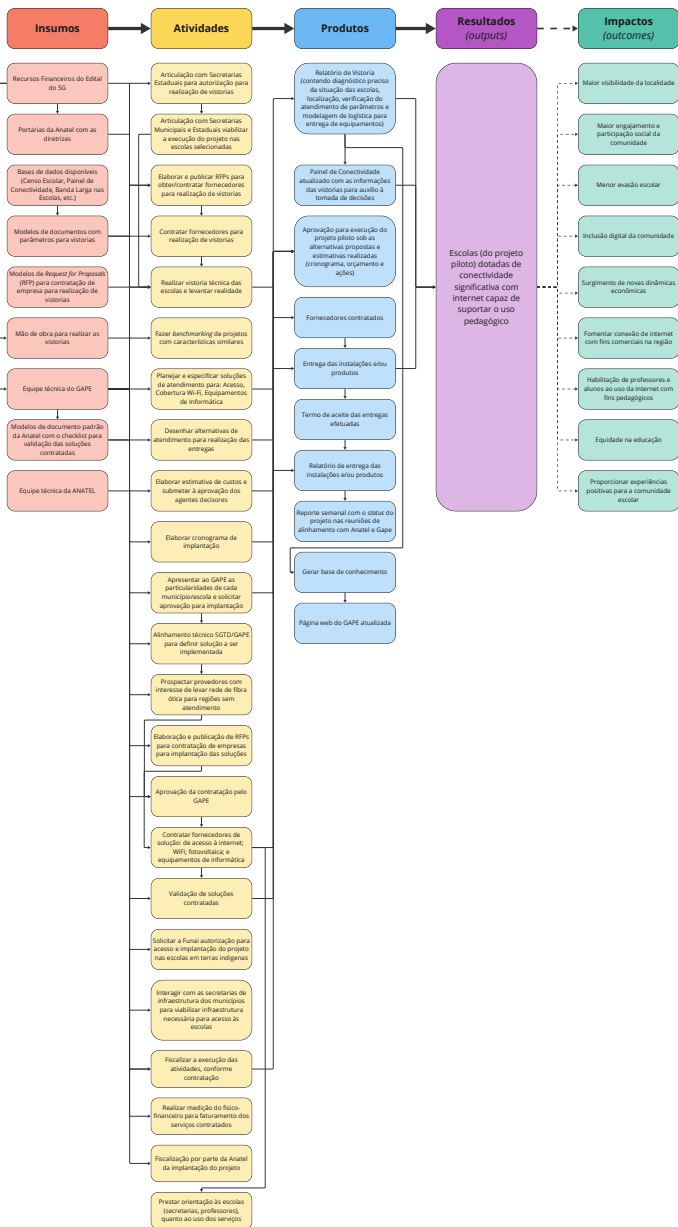 Insumos
Atividades
Produtos
Resultados
(outputs)
Impactos
(outcomes)
Recursos Financeiros do Edital
do 5G
Portarias da Anatel com as
diretrizes
Bases de dados disponíveis
(Censo Escolar, Painel de
Conectividade, Banda Larga nas
Escolas, etc.)
Modelos de documentos com
parâmetros para vistorias
Modelos de Request for Proposals
(RFP) para contratação de
empresa para realização de
vistorias
Mão de obra para realizar as
vistorias
Equipe técnica do GAPE
Modelos de documento padrão
da Anatel com o checklist para
validação das soluções
contratadas
Equipe técnica da ANATEL
Articulação com Secretarias
Estaduais para autorização para
realização de vistorias
Articulação com Secretarias
Municipais e Estaduais viabilizar
a execução do projeto nas
escolas selecionadas
Elaborar e publicar RFPs para
obter/contratar fornecedores
para realização de vistorias
Contratar fornecedores para
realização de vistorias
Realizar vistoria técnica das
escolas e levantar realidade
Fazer benchmarking de projetos
com características similares
Planejar e especificar soluções
de atendimento para: Acesso,
Cobertura Wi-Fi, Equipamentos
de Informática
Desenhar alternativas de
atendimento para realização das
entregas
Elaborar estimativa de custos e
submeter à aprovação dos
agentes decisores
Elaborar cronograma de
implantação
Apresentar ao GAPE as
particularidades de cada
município/escola e solicitar
aprovação para implantação
Alinhamento técnico SGTD/GAPE
para definir solução a ser
implementada
Prospectar provedores com
interesse de levar rede de fibra
ótica para regiões sem
atendimento
Elaboração e publicação de RFPs
para contratação de empresas
para implantação das soluções
Aprovação da contratação pelo
GAPE
Contratar fornecedores de
solução: de acesso à internet;
WiFi; fotovoltaica; e
equipamentos de informática
Validação de soluções
contratadas
Solicitar a Funai autorização para
acesso e implantação do projeto
nas escolas em terras indígenas
Interagir com as secretarias de
infraestrutura dos municípios
para viabilizar infraestrutura
necessária para acesso às
escolas
Fiscalizar a execução das
atividades, conforme
contratação
Realizar medição do físico-
financeiro para faturamento dos
serviços contratados
Fiscalização por parte da Anatel
da implantação do projeto
Prestar orientação às escolas
(secretarias, professores),
quanto ao uso dos serviços
Relatório de Vistoria
(contendo diagnóstico preciso
da situação das escolas,
localização, verificação do
atendimento de parâmetros e
modelagem de logística para
entrega de equipamentos)
Painel de Conectividade
atualizado com as informações
das vistorias para auxílio à
tomada de decisões
Aprovação para execução do
projeto piloto sob as
alternativas propostas e
estimativas realizadas
(cronograma, orçamento e
ações)
Fornecedores contratados
Entrega das instalações e/ou
produtos
Termo de aceite das entregas
efetuadas
Relatório de entrega das
instalações e/ou produtos
Reporte semanal com o status do
projeto nas reuniões de
alinhamento com Anatel e Gape
Gerar base de conhecimento
Página web do GAPE atualizada
Escolas (do projeto
piloto) dotadas de
conectividade
significativa com
internet capaz de
suportar o uso
pedagógico
Maior visibilidade da localidade
Maior engajamento e
participação social da
comunidade
Menor evasão escolar
Inclusão digital da comunidade
Surgimento de novas dinâmicas
econômicas
Fomentar conexão de internet
com fins comerciais na região
Habilitação de professores e
alunos ao uso da internet com
fins pedagógicos
Equidade na educação
Proporcionar experiências
positivas para a comunidade
escolar